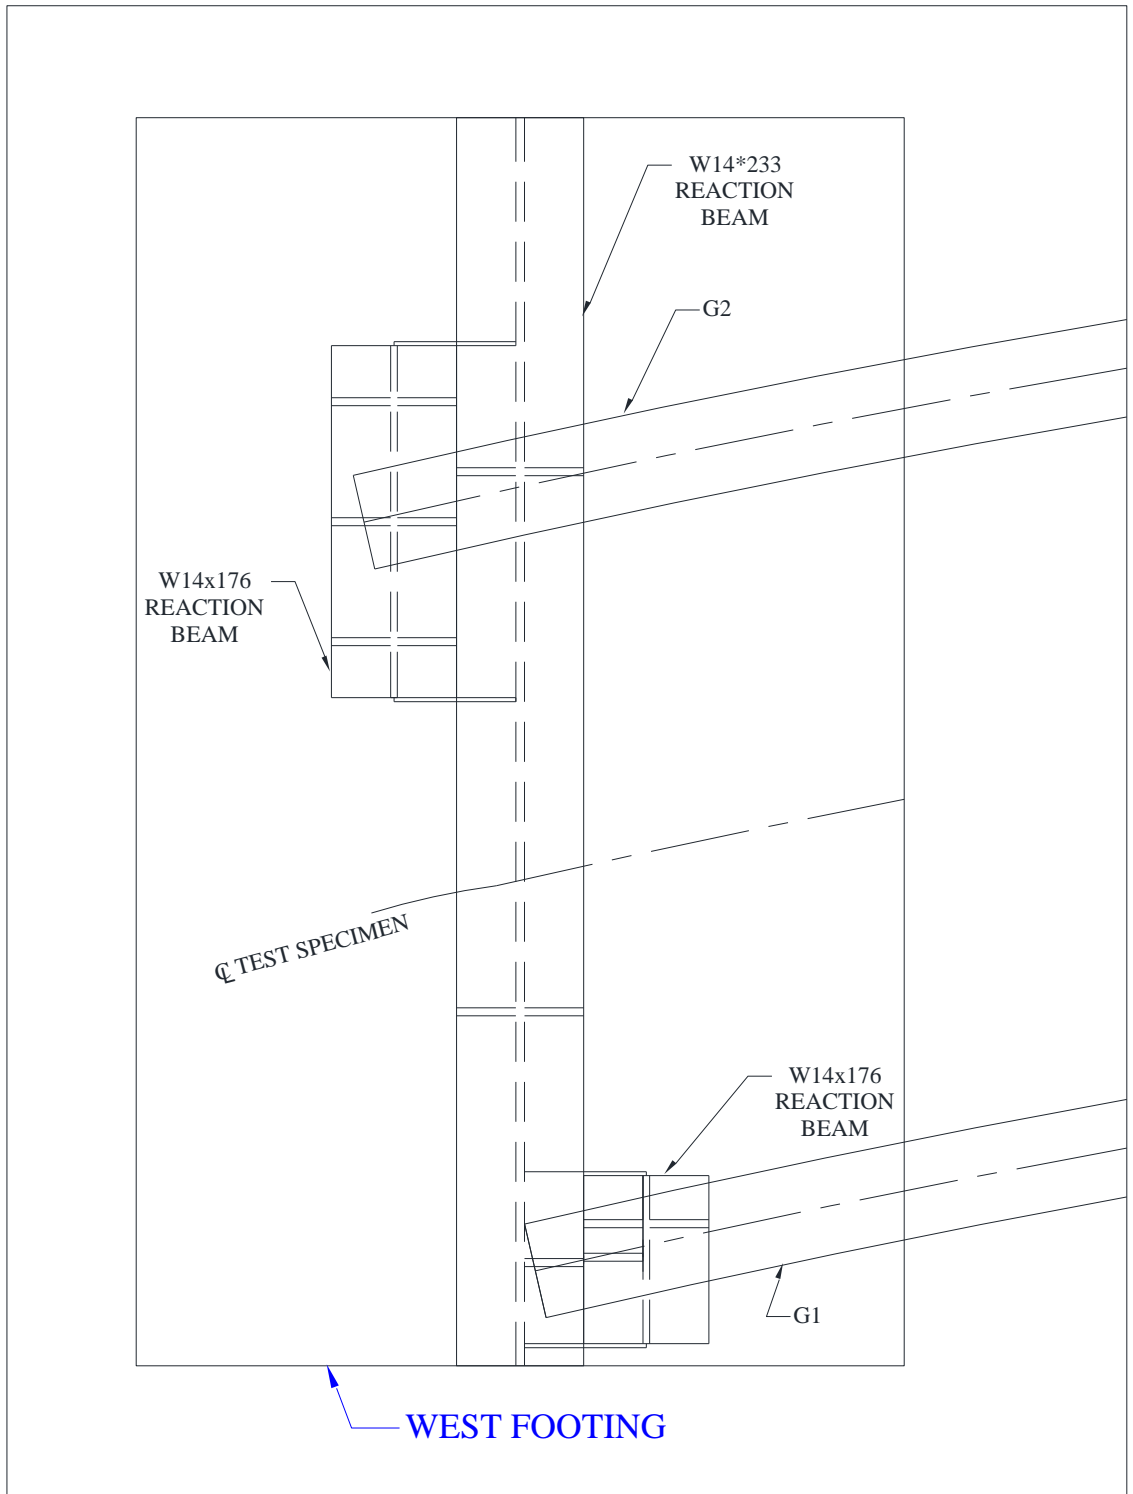 W14*233
REACTION
BEAM
G2
W14x176
REACTION
BEAM
℄ TEST SPECIMEN
W14x176
REACTION
BEAM
G1
WEST FOOTING